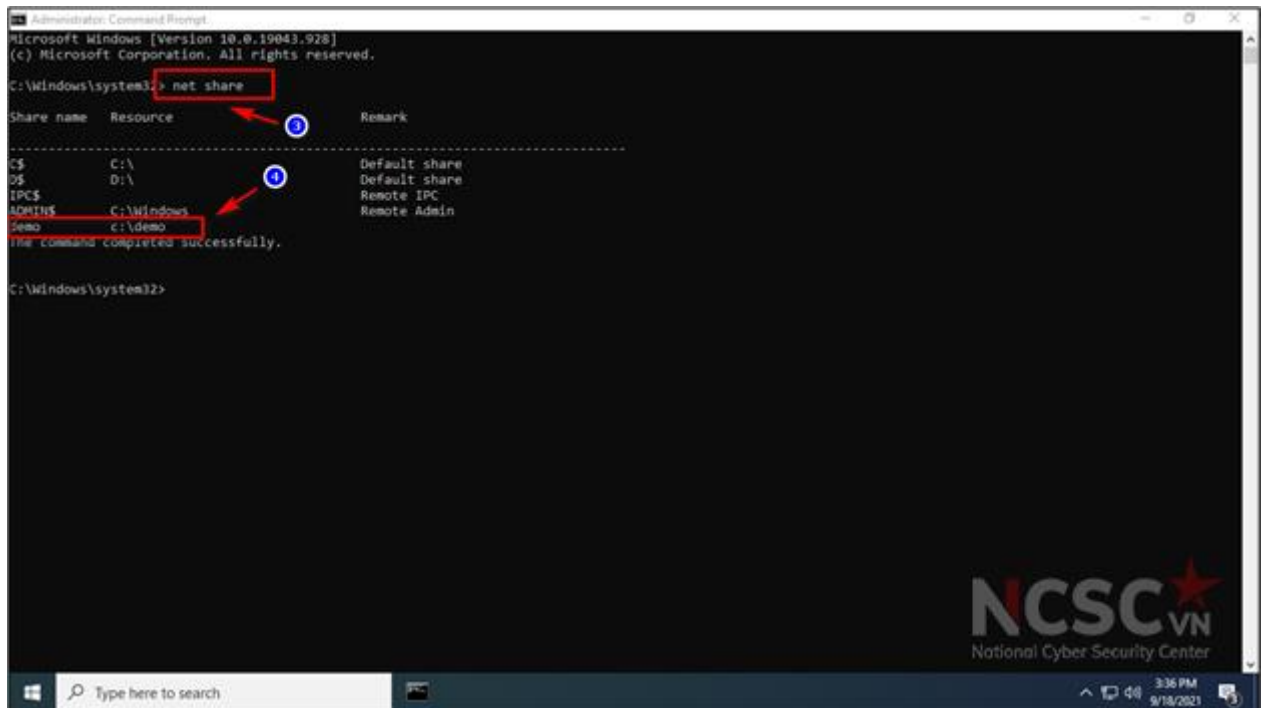 Administrator: Command Prompt
Microsoft Windows [Version 10.0.19043.928]
(c) Microsoft Corporation. All rights reserved.
C:\Windows\system32> net share
Share name Resource Remark
-------------------------------------------------------------------------------
C$ C:\ Default share
D$ D:\ Default share
IPC$ Remote IPC
ADMIN$ C:\Windows Remote Admin
demo c:\demo
The command completed successfully.
C:\Windows\system32>
3
4
NCSC VN
National Cyber Security Center
Type here to search
3:36 PM
9/18/2021